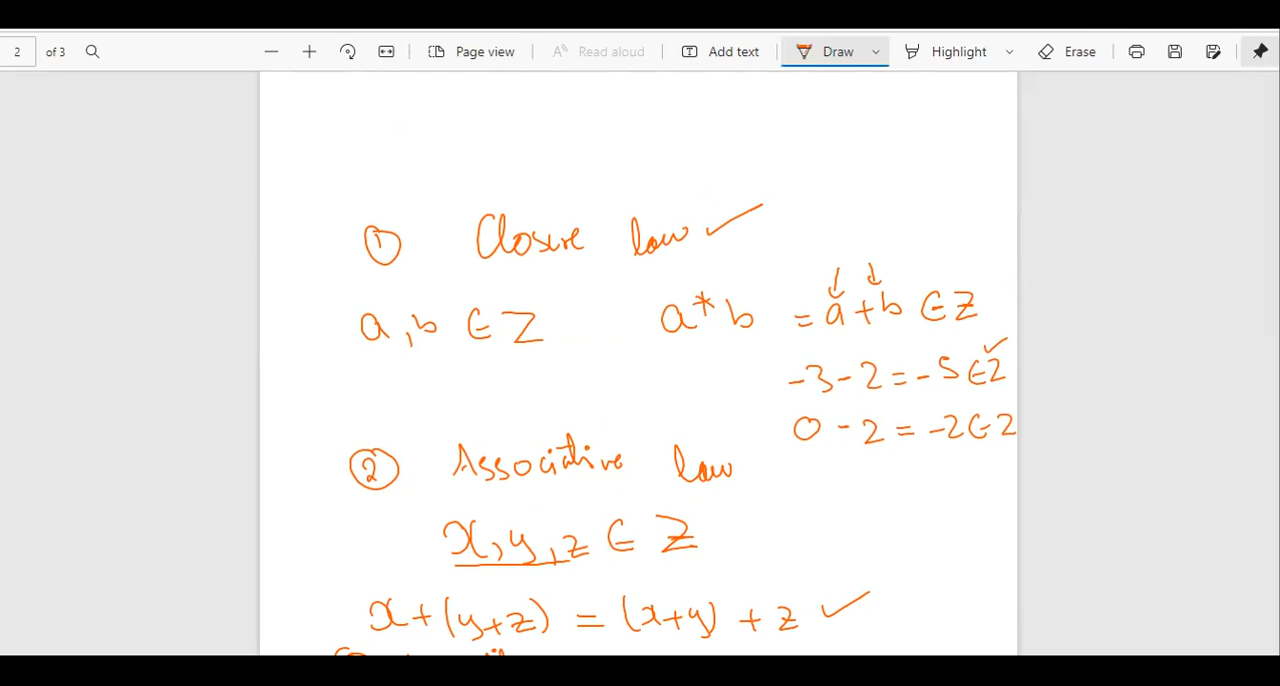 2 of 3 Page view Read aloud Add text Draw Highlight Erase
① Closure law ✓
a, b ∈ Z a * b = a + b ∈ Z
-3 - 2 = -5 ∈ Z ✓
0 - 2 = -2 ∈ Z
② Associative law
x, y, z ∈ Z
x + (y + z) = (x + y) + z ✓